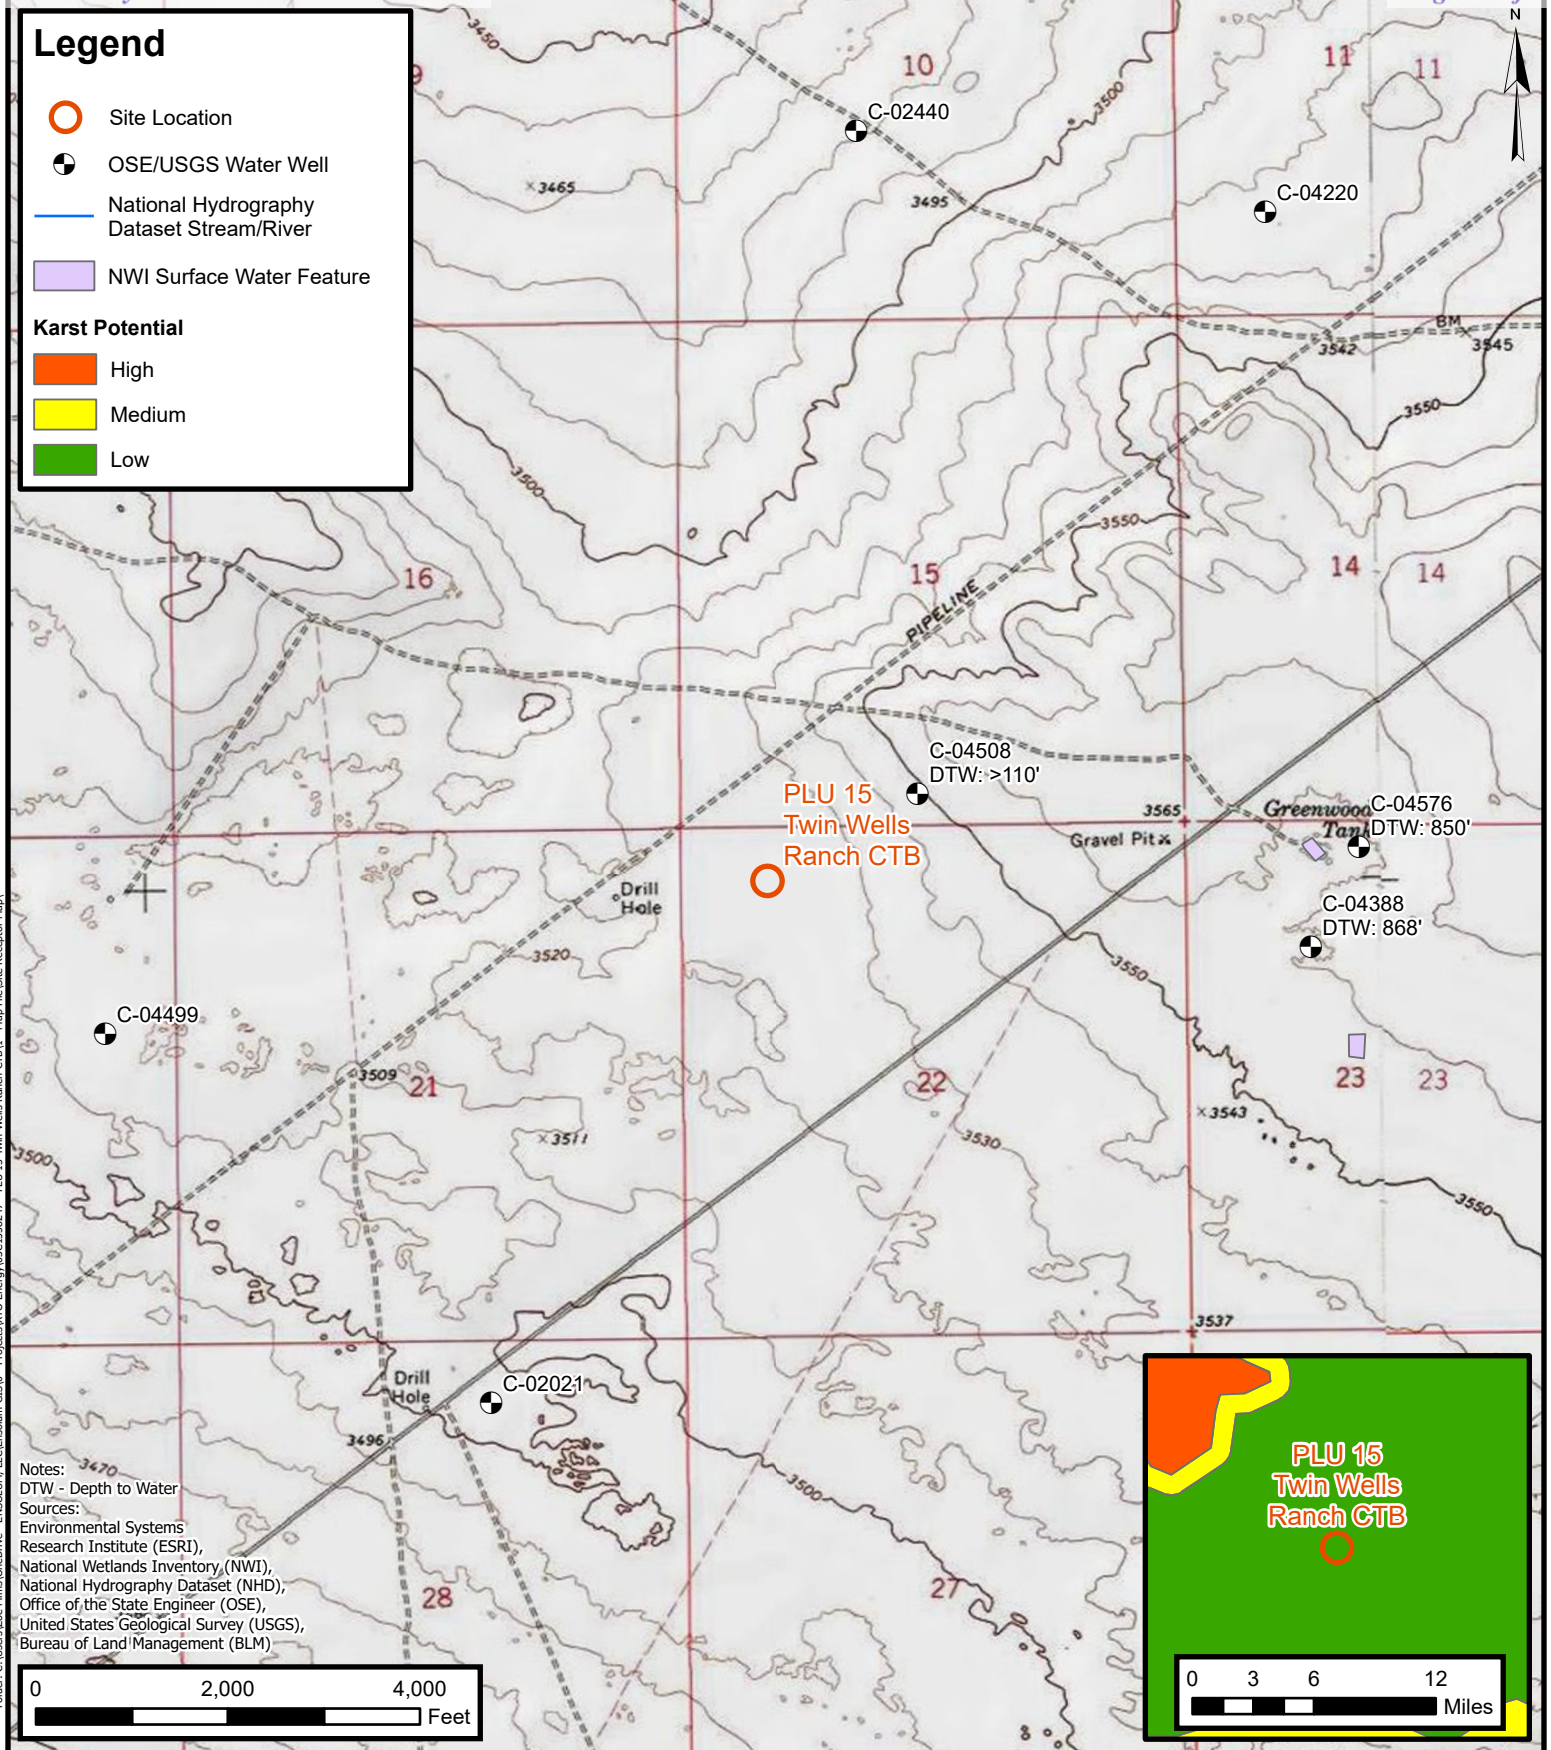 Legend
Site Location
OSE/USGS Water Well
National Hydrography
Dataset Stream/River
NWI Surface Water Feature
Karst Potential
High
Medium
Low
N
3450
9
10
11
11
C-02440
3500
3465
3495
C-04220
BM
3542
3545
3550
3500
3550
16
15
14
14
PIPELINE
C-04508
DTW: >110'
PLU 15
Twin Wells
Ranch CTB
3565
Greenwood
Tank
C-04576
DTW: 850'
Gravel Pit
Drill
Hole
C-04388
DTW: 868'
3520
3550
C-04499
3509
21
22
23
23
3511
3543
3530
3500
3550
3537
Drill
Hole
C-02021
3496
3470
3500
28
27
Notes:
DTW - Depth to Water
Sources:
Environmental Systems
Research Institute (ESRI),
National Wetlands Inventory (NWI),
National Hydrography Dataset (NHD),
Office of the State Engineer (OSE),
United States Geological Survey (USGS),
Bureau of Land Management (BLM)
0 2,000 4,000
Feet
PLU 15
Twin Wells
Ranch CTB
0 3 6 12
Miles